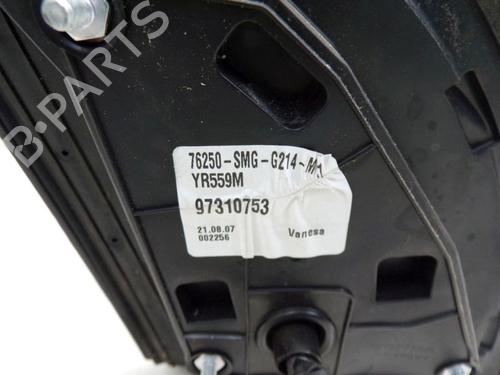 B-PARTS
76250-SMG-G214-M1
YR559M
97310753
21.08.07
002256
Vanesa